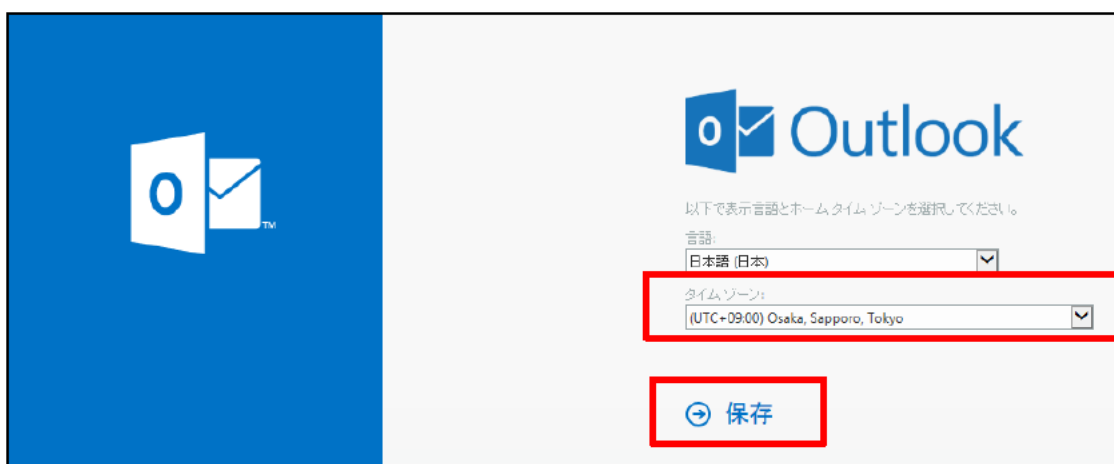 O
TM
O Outlook
以下で表示言語とホーム タイム ゾーンを選択してください。
言語:
日本語 (日本)
タイム ゾーン:
(UTC+09:00) Osaka, Sapporo, Tokyo
保存